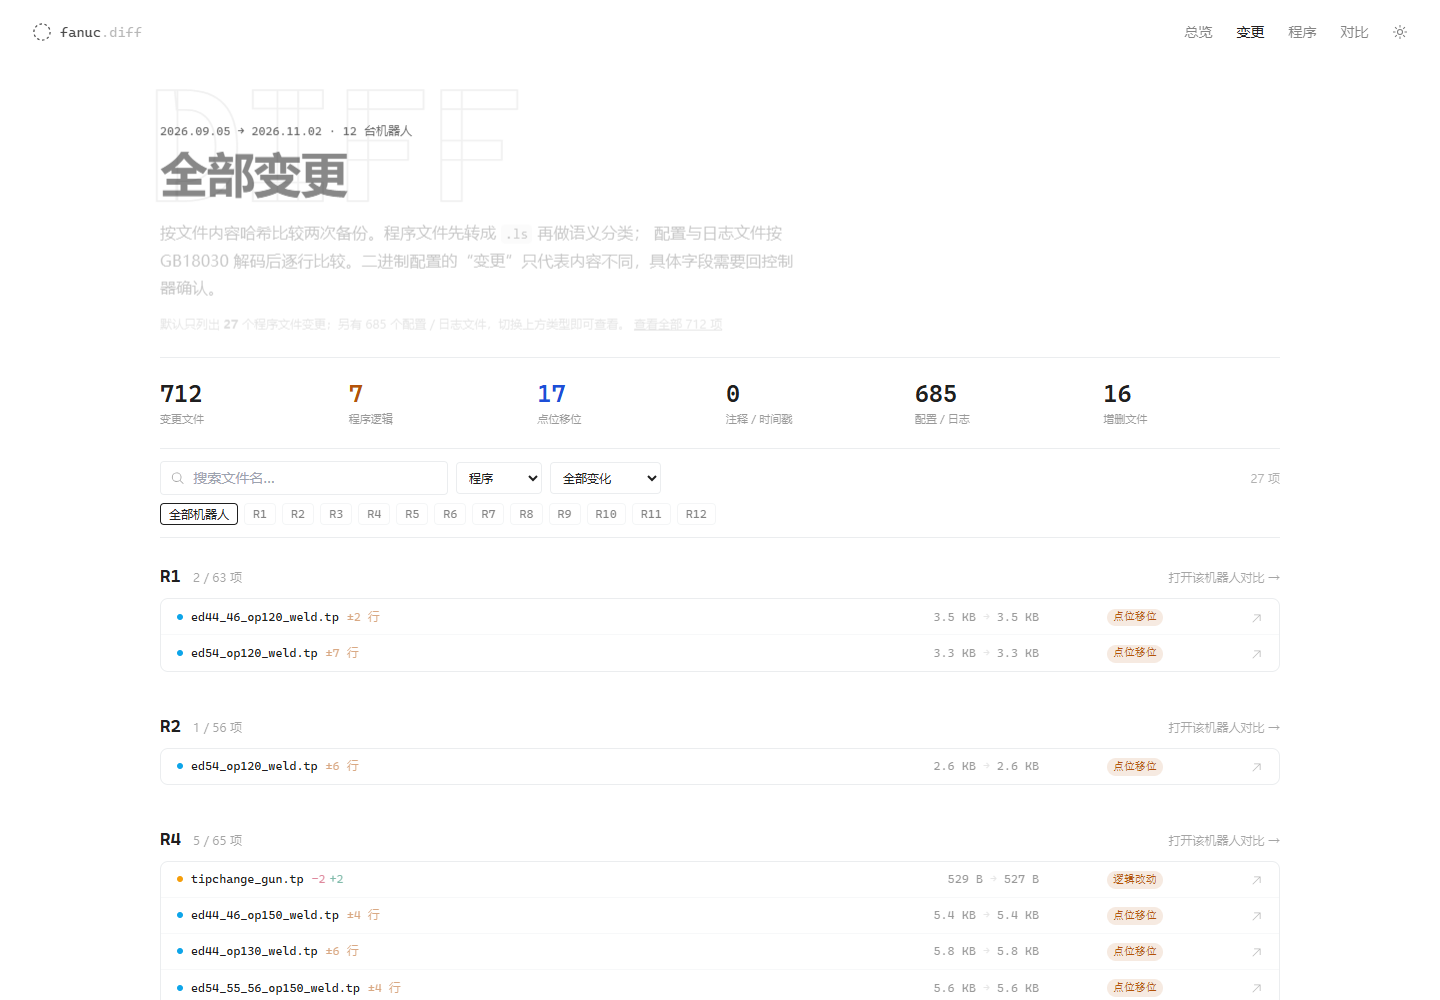 fanuc.diff
总览 变更 程序 对比
DIFF
2026.09.05 → 2026.11.02 · 12 台机器人
全部变更
按文件内容哈希比较两次备份。程序文件先转成 .ls 再做语义分类； 配置与日志文件按
GB18030 解码后逐行比较。二进制配置的“变更”只代表内容不同，具体字段需要回控制
器确认。
默认只列出 27 个程序文件变更；另有 685 个配置 / 日志文件，切换上方类型即可查看。 查看全部 712 项
712 7 17 0 685 16
变更文件 程序逻辑 点位移位 注释 / 时间戳 配置 / 日志 增删文件
搜索文件名... 程序 全部变化 27 项
全部机器人 R1 R2 R3 R4 R5 R6 R7 R8 R9 R10 R11 R12
R1 2 / 63 项 打开该机器人对比 →
ed44_46_op120_weld.tp ±2 行 3.5 KB → 3.5 KB 点位移位 ↗
ed54_op120_weld.tp ±7 行 3.3 KB → 3.3 KB 点位移位 ↗
R2 1 / 56 项 打开该机器人对比 →
ed54_op120_weld.tp ±6 行 2.6 KB → 2.6 KB 点位移位 ↗
R4 5 / 65 项 打开该机器人对比 →
tipchange_gun.tp −2 +2 529 B → 527 B 逻辑改动 ↗
ed44_46_op150_weld.tp ±4 行 5.4 KB → 5.4 KB 点位移位 ↗
ed44_op130_weld.tp ±6 行 5.8 KB → 5.8 KB 点位移位 ↗
ed54_55_56_op150_weld.tp ±4 行 5.6 KB → 5.6 KB 点位移位 ↗